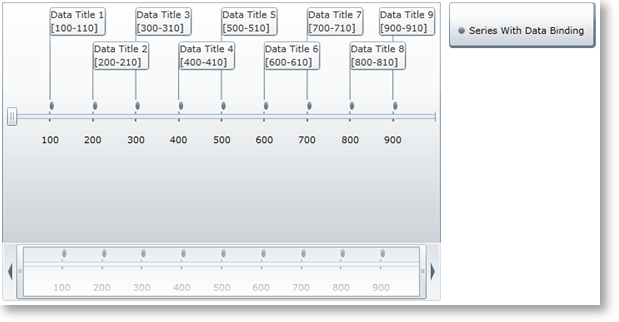 Data Title 1
[100-110]
Data Title 3
[300-310]
Data Title 5
[500-510]
Data Title 7
[700-710]
Data Title 9
[900-910]
Data Title 2
[200-210]
Data Title 4
[400-410]
Data Title 6
[600-610]
Data Title 8
[800-810]
Series With Data Binding
100 200 300 400 500 600 700 800 900
100 200 300 400 500 600 700 800 900